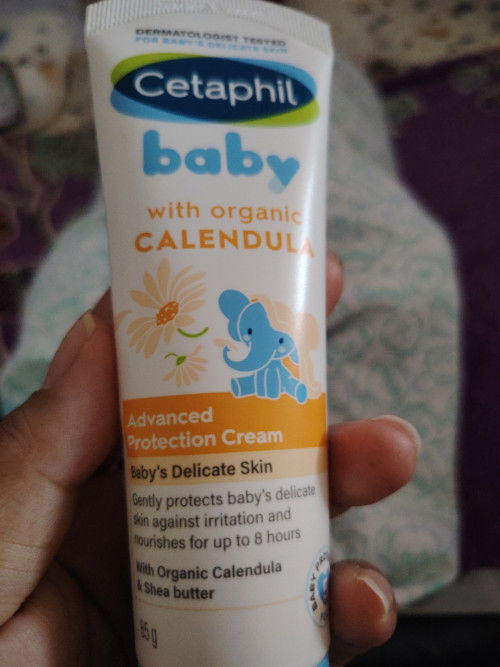 DERMATOLOGIST TESTED
FOR BABY'S DELICATE SKIN
Cetaphil
baby
with organic
CALENDULA
Advanced
Protection Cream
Baby's Delicate Skin
Gently protects baby's delicate
skin against irritation and
nourishes for up to 8 hours
With Organic Calendula
& Shea butter
85g
BABY